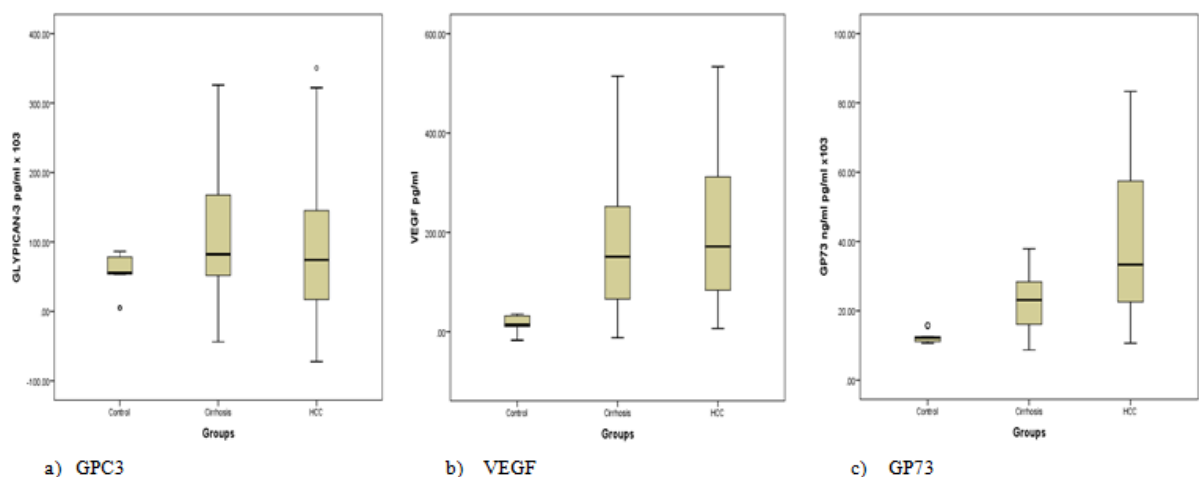 GLYPICAN-3 pg/ml x 103
400.00
300.00
200.00
100.00
.00
-100.00
Control
Cirrhosis
HCC
Groups
a) GPC3
VEGF pg/ml
600.00
400.00
200.00
.00
Control
Cirrhosis
HCC
Groups
b) VEGF
GP73 ng/ml pg/ml x103
100.00
80.00
60.00
40.00
20.00
.00
Control
Cirrhosis
HCC
Groups
c) GP73